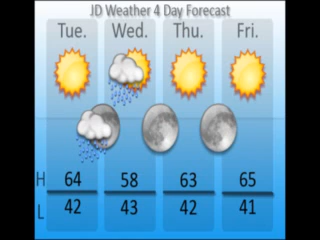 JD Weather 4 Day Forecast
Tue. Wed. Thu. Fri.
H 64 58 63 65
L 42 43 42 41